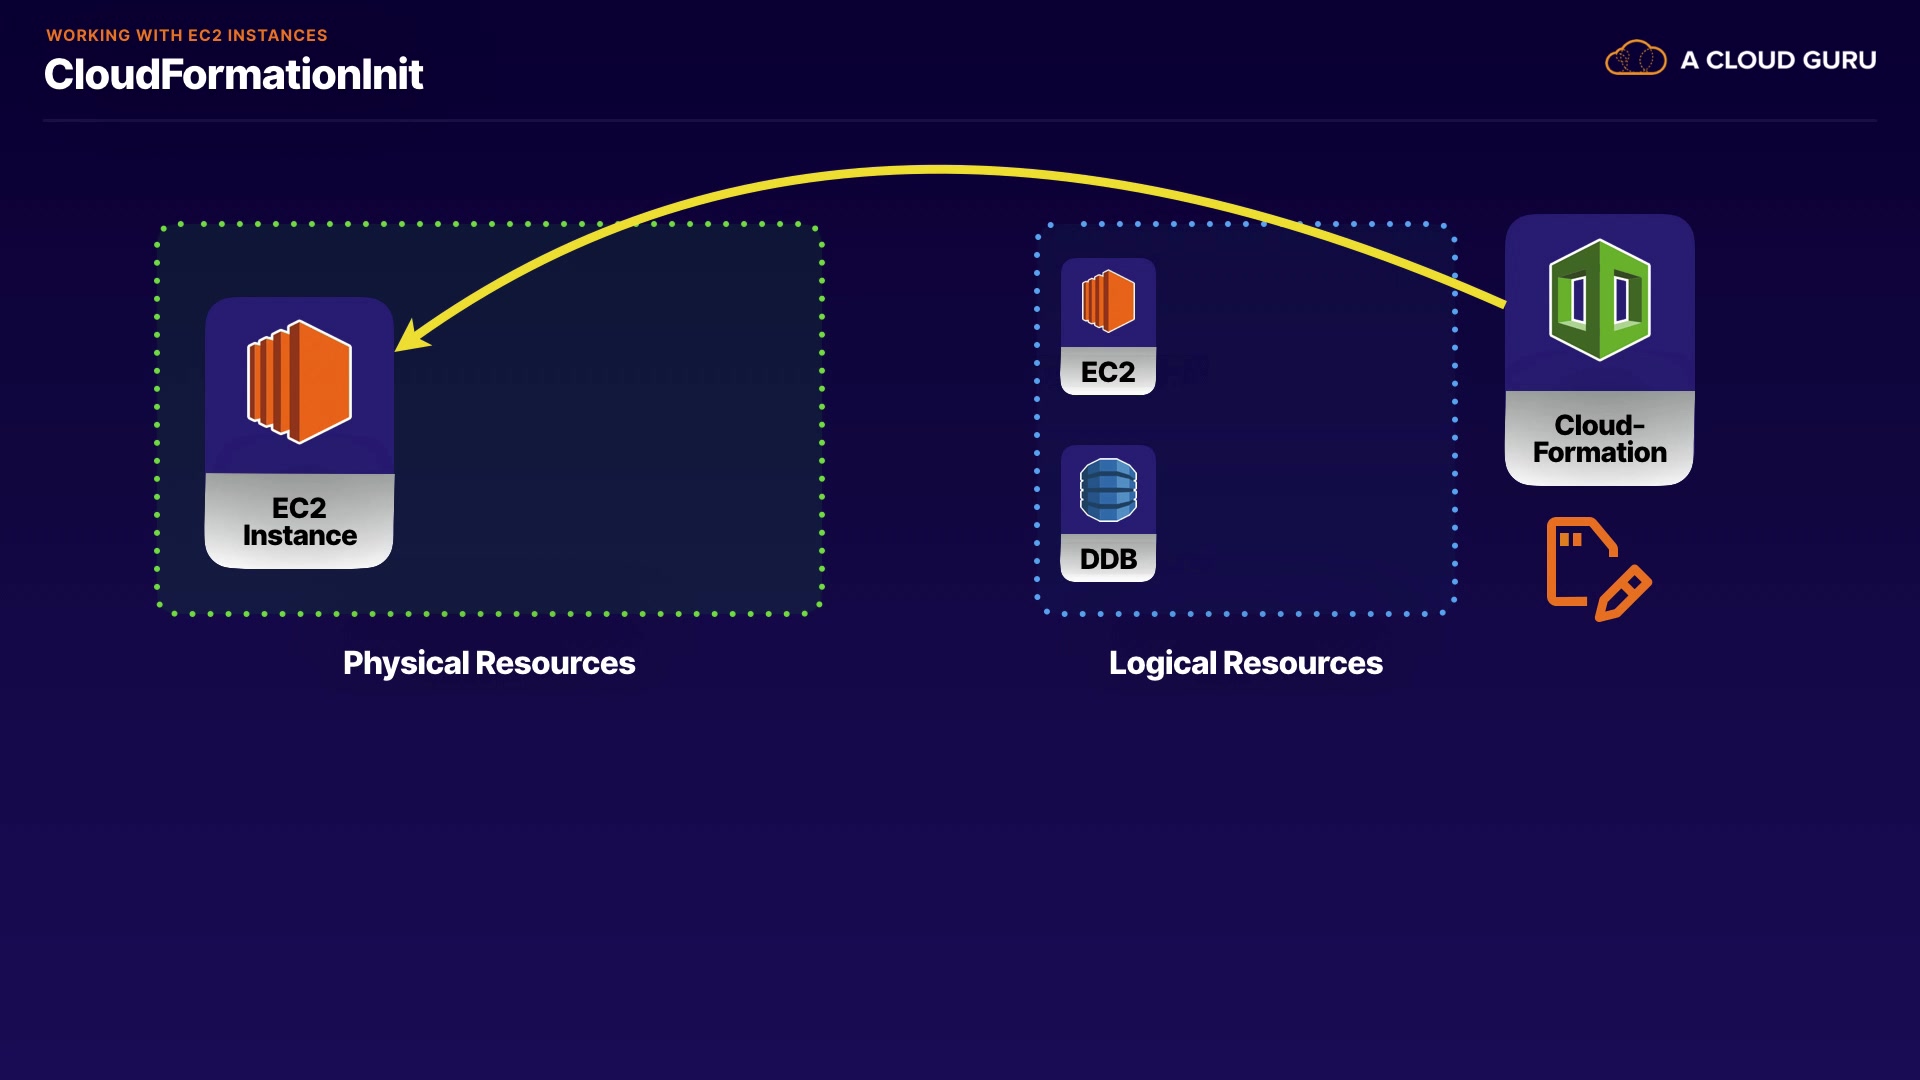 WORKING WITH EC2 INSTANCES
CloudFormationInit
A CLOUD GURU
EC2
Instance
EC2
DDB
Cloud-
Formation
Physical Resources
Logical Resources